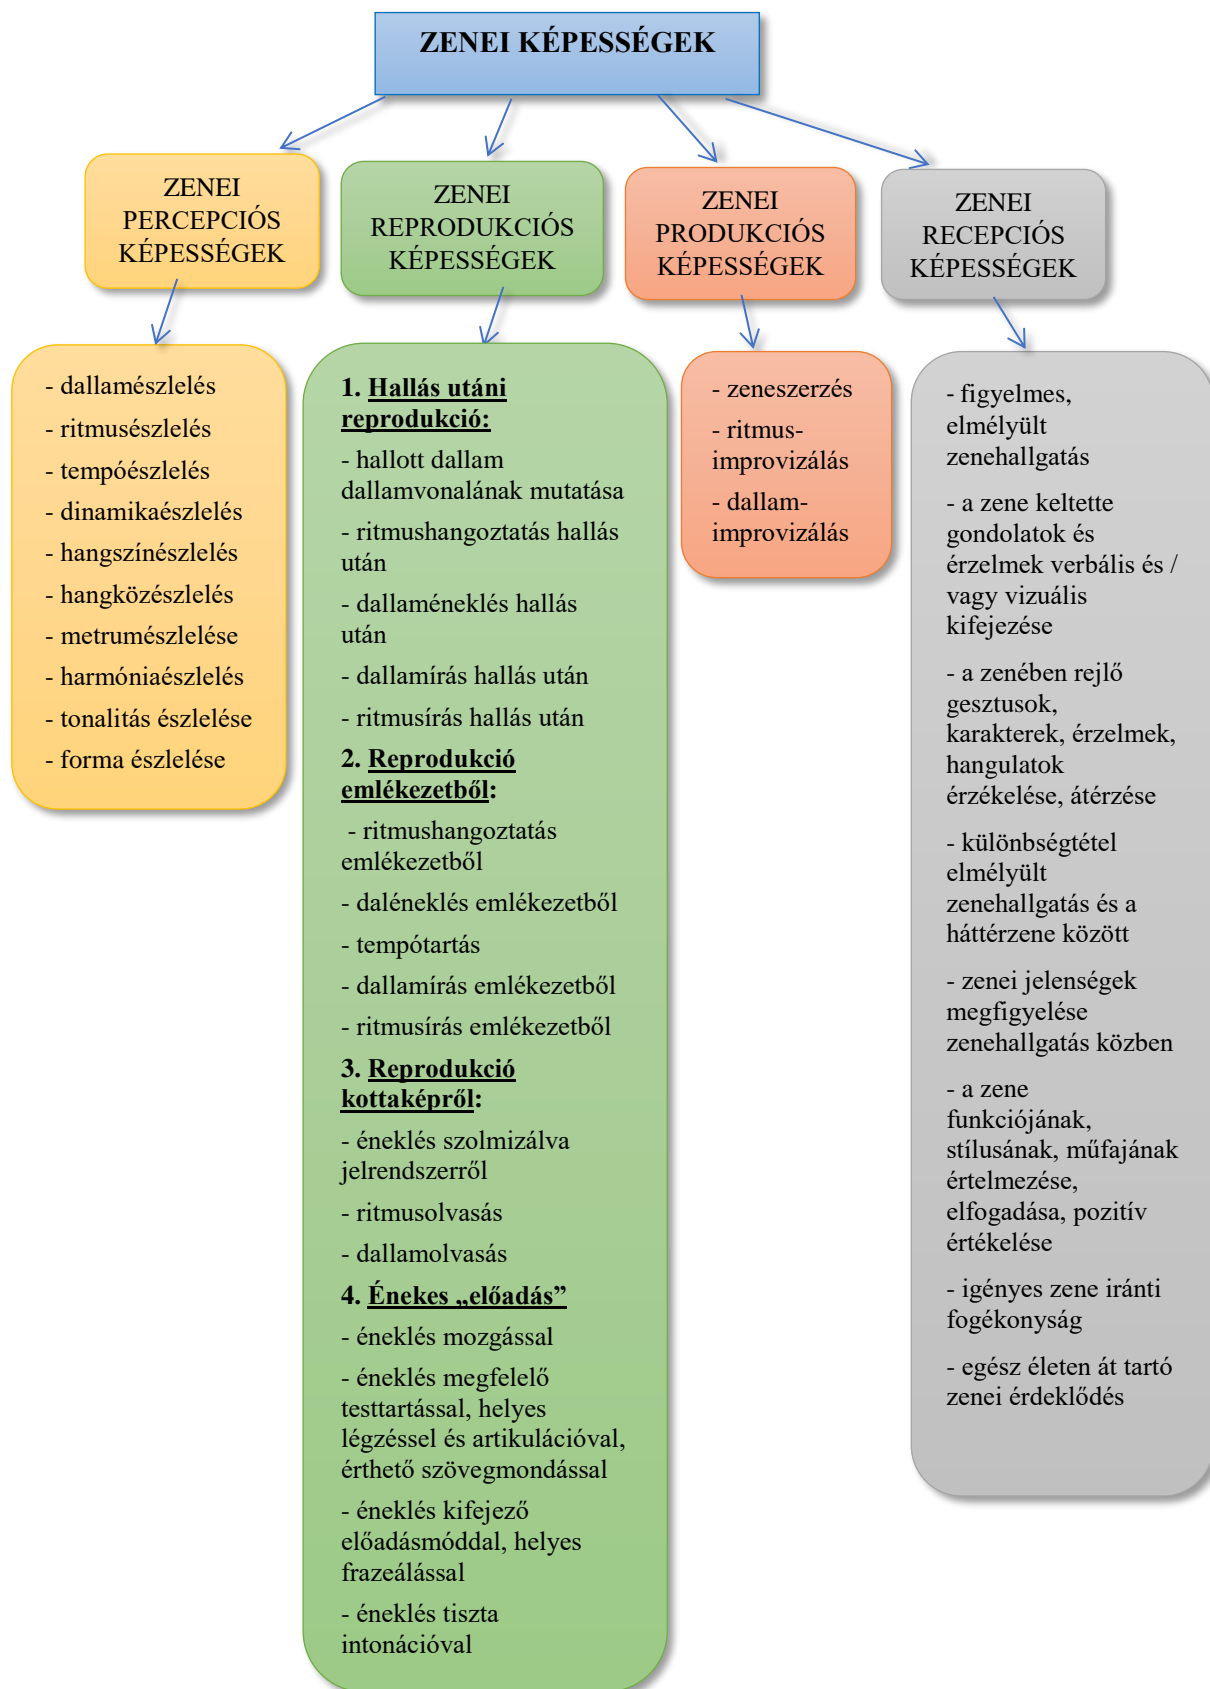 ZENEI KÉPESSÉGEK
ZENEI
PERCEPCIÓS
KÉPESSÉGEK
ZENEI
REPRODUKCIÓS
KÉPESSÉGEK
ZENEI
PRODUKCIÓS
KÉPESSÉGEK
ZENEI
RECEPCIÓS
KÉPESSÉGEK
- dallamészlelés
- ritmusészlelés
- tempóészlelés
- dinamikaészlelés
- hangszínészlelés
- hangközészlelés
- metrumészlelése
- harmóniaészlelés
- tonalitás észlelése
- forma észlelése
1. Hallás utáni
reprodukció:
- hallott dallam
dallamvonalának mutatása
- ritmushangoztatás hallás
után
- dallaméneklés hallás
után
- dallamírás hallás után
- ritmusírás hallás után
2. Reprodukció
emlékezetből:
- ritmushangoztatás
emlékezetből
- daléneklés emlékezetből
- tempótartás
- dallamírás emlékezetből
- ritmusírás emlékezetből
3. Reprodukció
kottaképről:
- éneklés szolmizálva
jelrendszerről
- ritmusolvasás
- dallamolvasás
4. Énekes „előadás”
- éneklés mozgással
- éneklés megfelelő
testtartással, helyes
légzéssel és artikulációval,
érthető szövegmondással
- éneklés kifejező
előadásmóddal, helyes
frazeálással
- éneklés tiszta
intonációval
- zeneszerzés
- ritmus-
improvizálás
- dallam-
improvizálás
- figyelmes,
elmélyült
zenehallgatás
- a zene keltette
gondolatok és
érzelmek verbális és /
vagy vizuális
kifejezése
- a zenében rejlő
gesztusok,
karakterek, érzelmek,
hangulatok
érzékelése, átérzése
- különbségtétel
elmélyült
zenehallgatás és a
háttérzene között
- zenei jelenségek
megfigyelése
zenehallgatás közben
- a zene
funkciójának,
stílusának, műfajának
értelmezése,
elfogadása, pozitív
értékelése
- igényes zene iránti
fogékonyság
- egész életen át tartó
zenei érdeklődés